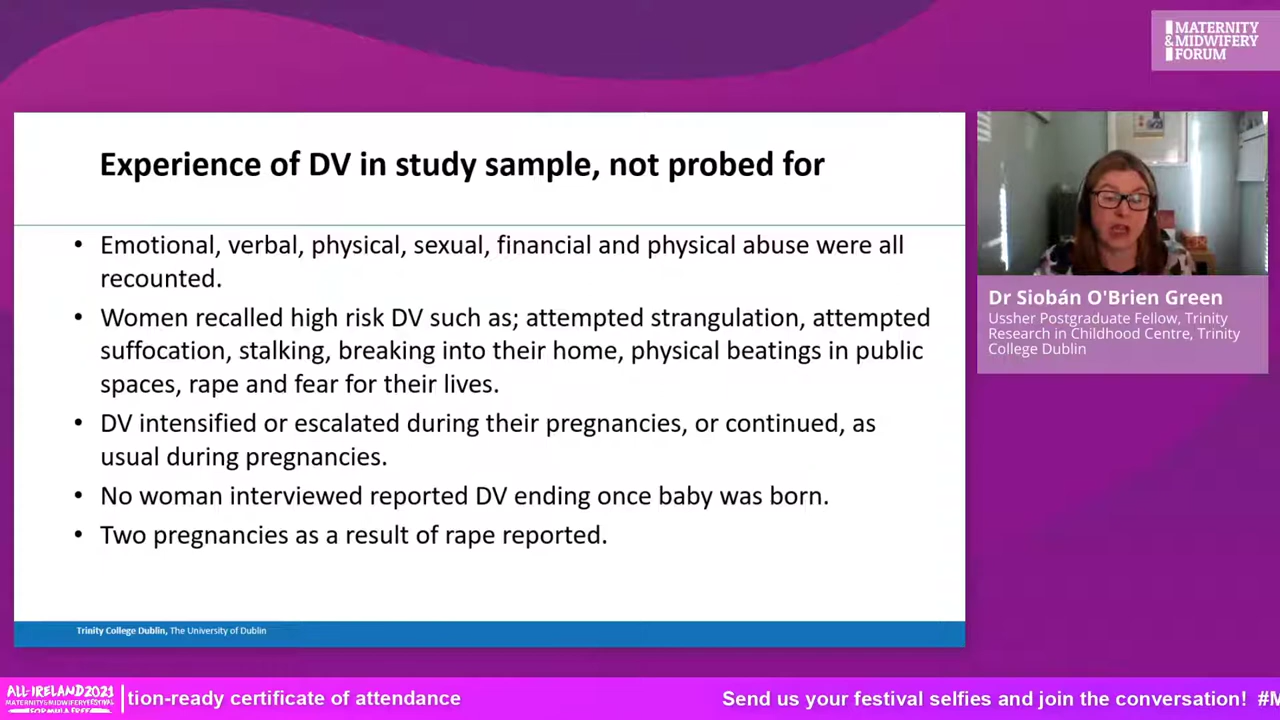 MATERNITY
&MIDWIFERY
FORUM
Experience of DV in study sample, not probed for
• Emotional, verbal, physical, sexual, financial and physical abuse were all
recounted.
• Women recalled high risk DV such as; attempted strangulation, attempted
suffocation, stalking, breaking into their home, physical beatings in public
spaces, rape and fear for their lives.
• DV intensified or escalated during their pregnancies, or continued, as
usual during pregnancies.
• No woman interviewed reported DV ending once baby was born.
• Two pregnancies as a result of rape reported.
Trinity College Dublin, The University of Dublin
Dr Siobán O'Brien Green
Ussher Postgraduate Fellow, Trinity
Research in Childhood Centre, Trinity
College Dublin
ALL-IRELAND2021
MATERNITY&MIDWIFERYFESTIVAL
FORMULA FREE
tion-ready certificate of attendance
Send us your festival selfies and join the conversation! #M